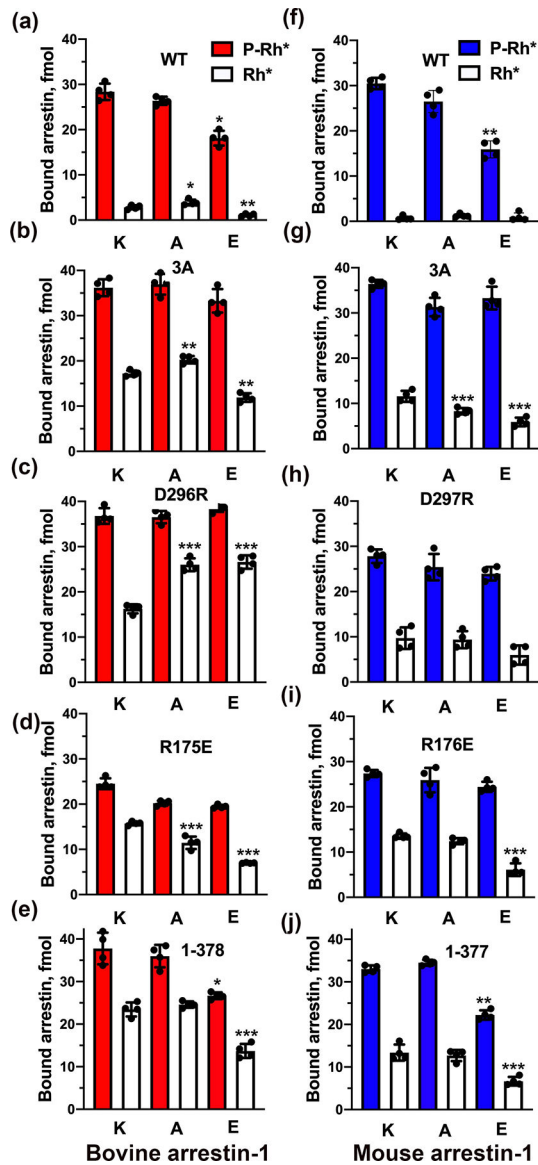 (a)
WT
P-Rh*
Rh*
Bound arrestin, fmol
40
30
20
10
0
*
*
**
K A E
(b)
3A
Bound arrestin, fmol
40
30
20
10
0
**
**
K A E
(c)
D296R
Bound arrestin, fmol
40
30
20
10
0
***
***
K A E
(d)
R175E
Bound arrestin, fmol
40
30
20
10
0
***
***
K A E
(e)
1-378
Bound arrestin, fmol
40
30
20
10
0
*
***
K A E
Bovine arrestin-1
(f)
WT
P-Rh*
Rh*
Bound arrestin, fmol
40
30
20
10
0
**
K A E
(g)
3A
Bound arrestin, fmol
40
30
20
10
0
***
***
K A E
(h)
D297R
Bound arrestin, fmol
40
30
20
10
0
K A E
(i)
R176E
Bound arrestin, fmol
40
30
20
10
0
***
K A E
(j)
1-377
Bound arrestin, fmol
40
30
20
10
0
**
***
K A E
Mouse arrestin-1